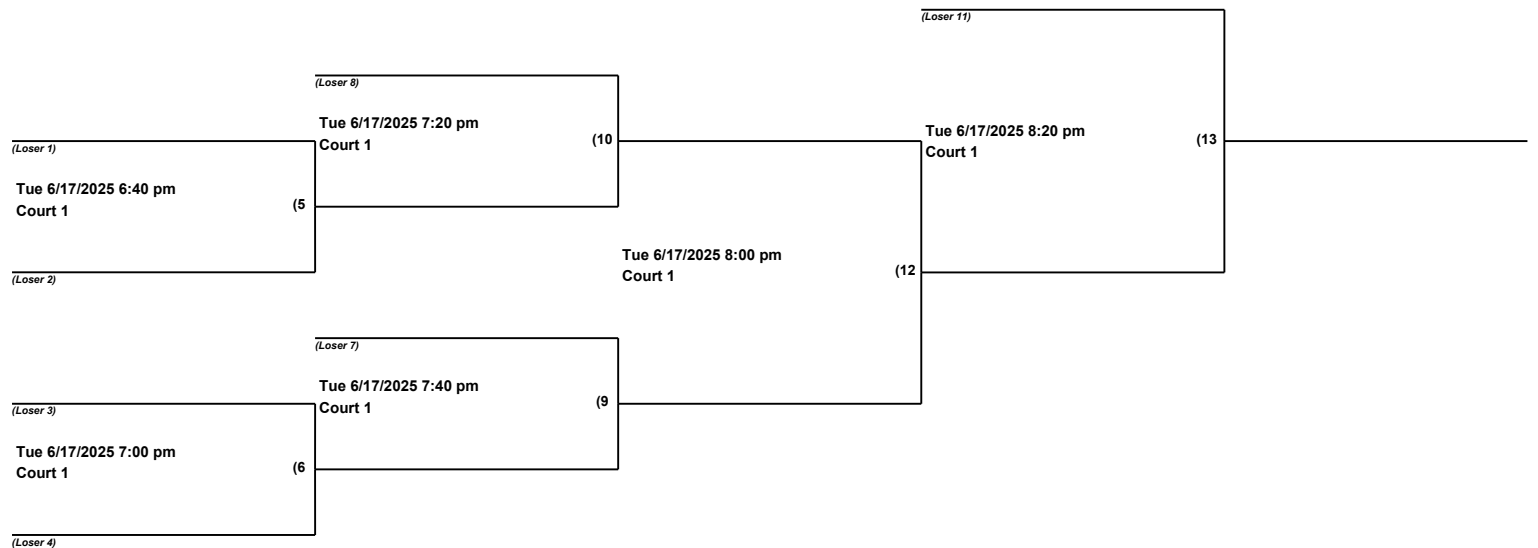 (Loser 11)
(Loser 8)
Tue 6/17/2025 7:20 pm
Court 1
(10
Tue 6/17/2025 8:20 pm
Court 1
(13
(Loser 1)
Tue 6/17/2025 6:40 pm
Court 1
(5
Tue 6/17/2025 8:00 pm
Court 1
(12
(Loser 2)
(Loser 7)
Tue 6/17/2025 7:40 pm
Court 1
(9
(Loser 3)
Tue 6/17/2025 7:00 pm
Court 1
(6
(Loser 4)